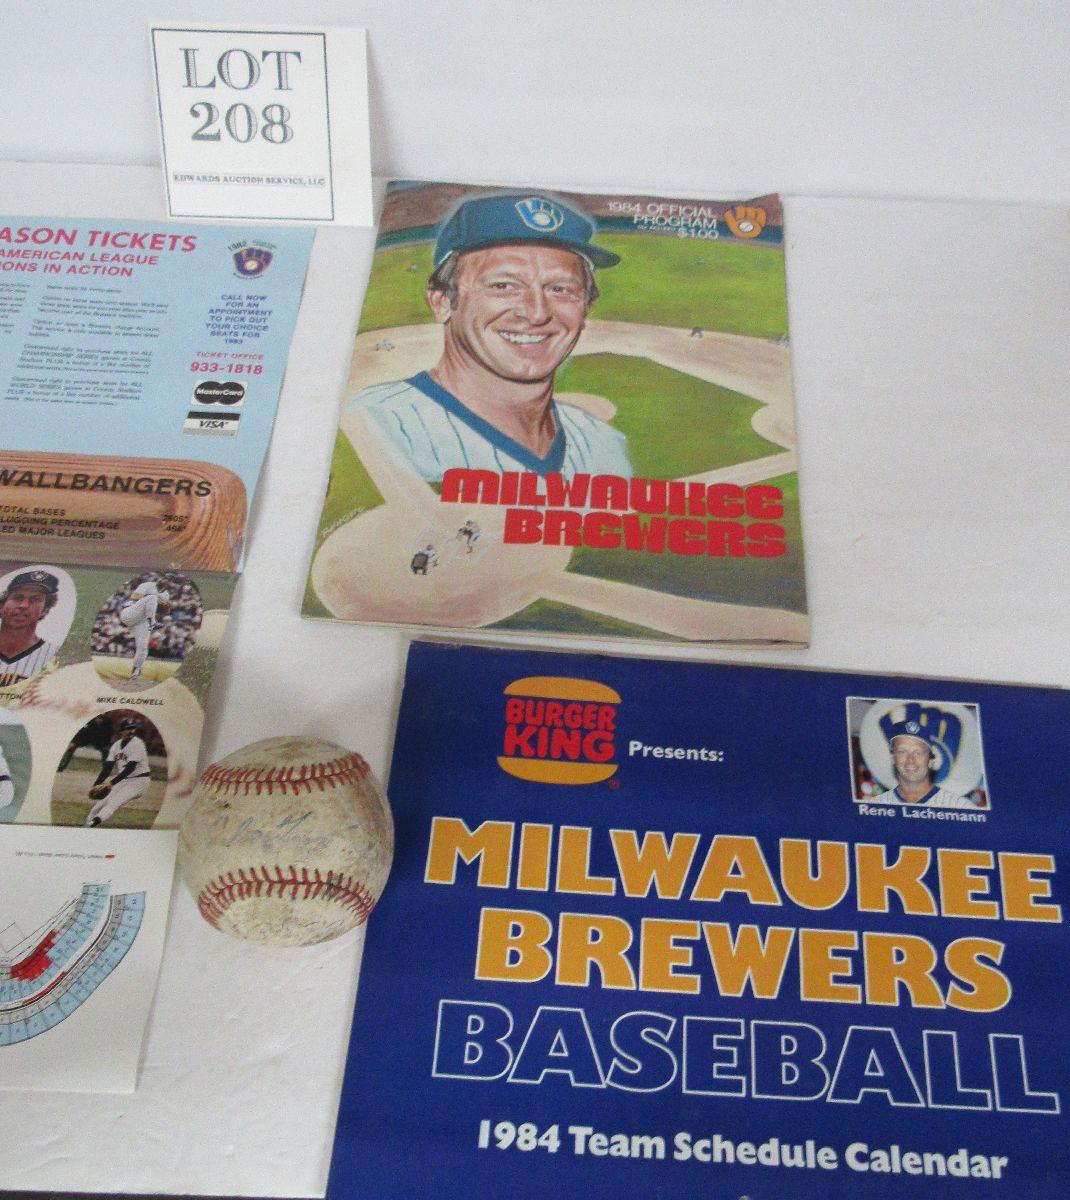 LOT
208
EDWARDS AUCTION SERVICE, LLC
ASON TICKETS
AMERICAN LEAGUE
ONS IN ACTION
1982
CALL NOW
FOR AN
APPOINTMENT
TO PICK OUT
YOUR CHOICE
SEATS FOR
1983
TICKET OFFICE
933-1818
MasterCard
VISA
WALLBANGERS
TOTAL BASES
LUGGING PERCENTAGE
ED MAJOR LEAGUES
MIKE CALDWELL
1984 OFFICIAL
PROGRAM
$1.00
MILWAUKEE
BREWERS
BURGER
KING
Presents:
Rene Lachemann
MILWAUKEE
BREWERS
BASEBALL
1984 Team Schedule Calendar